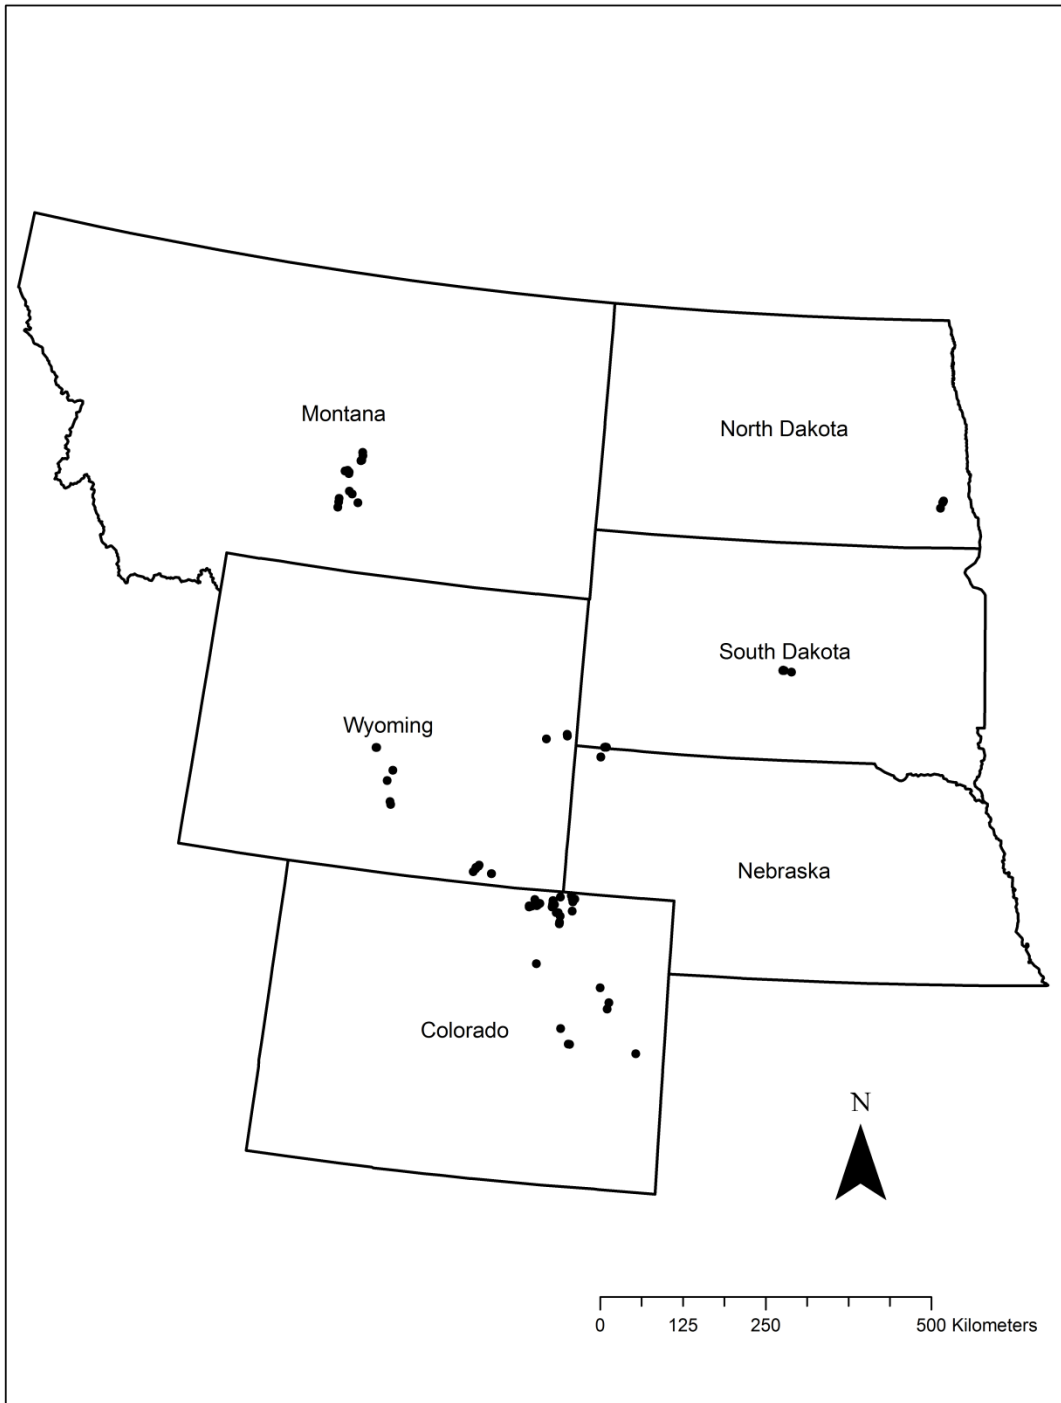 Montana
North Dakota
South Dakota
Wyoming
Nebraska
Colorado
N
0 125 250 500 Kilometers